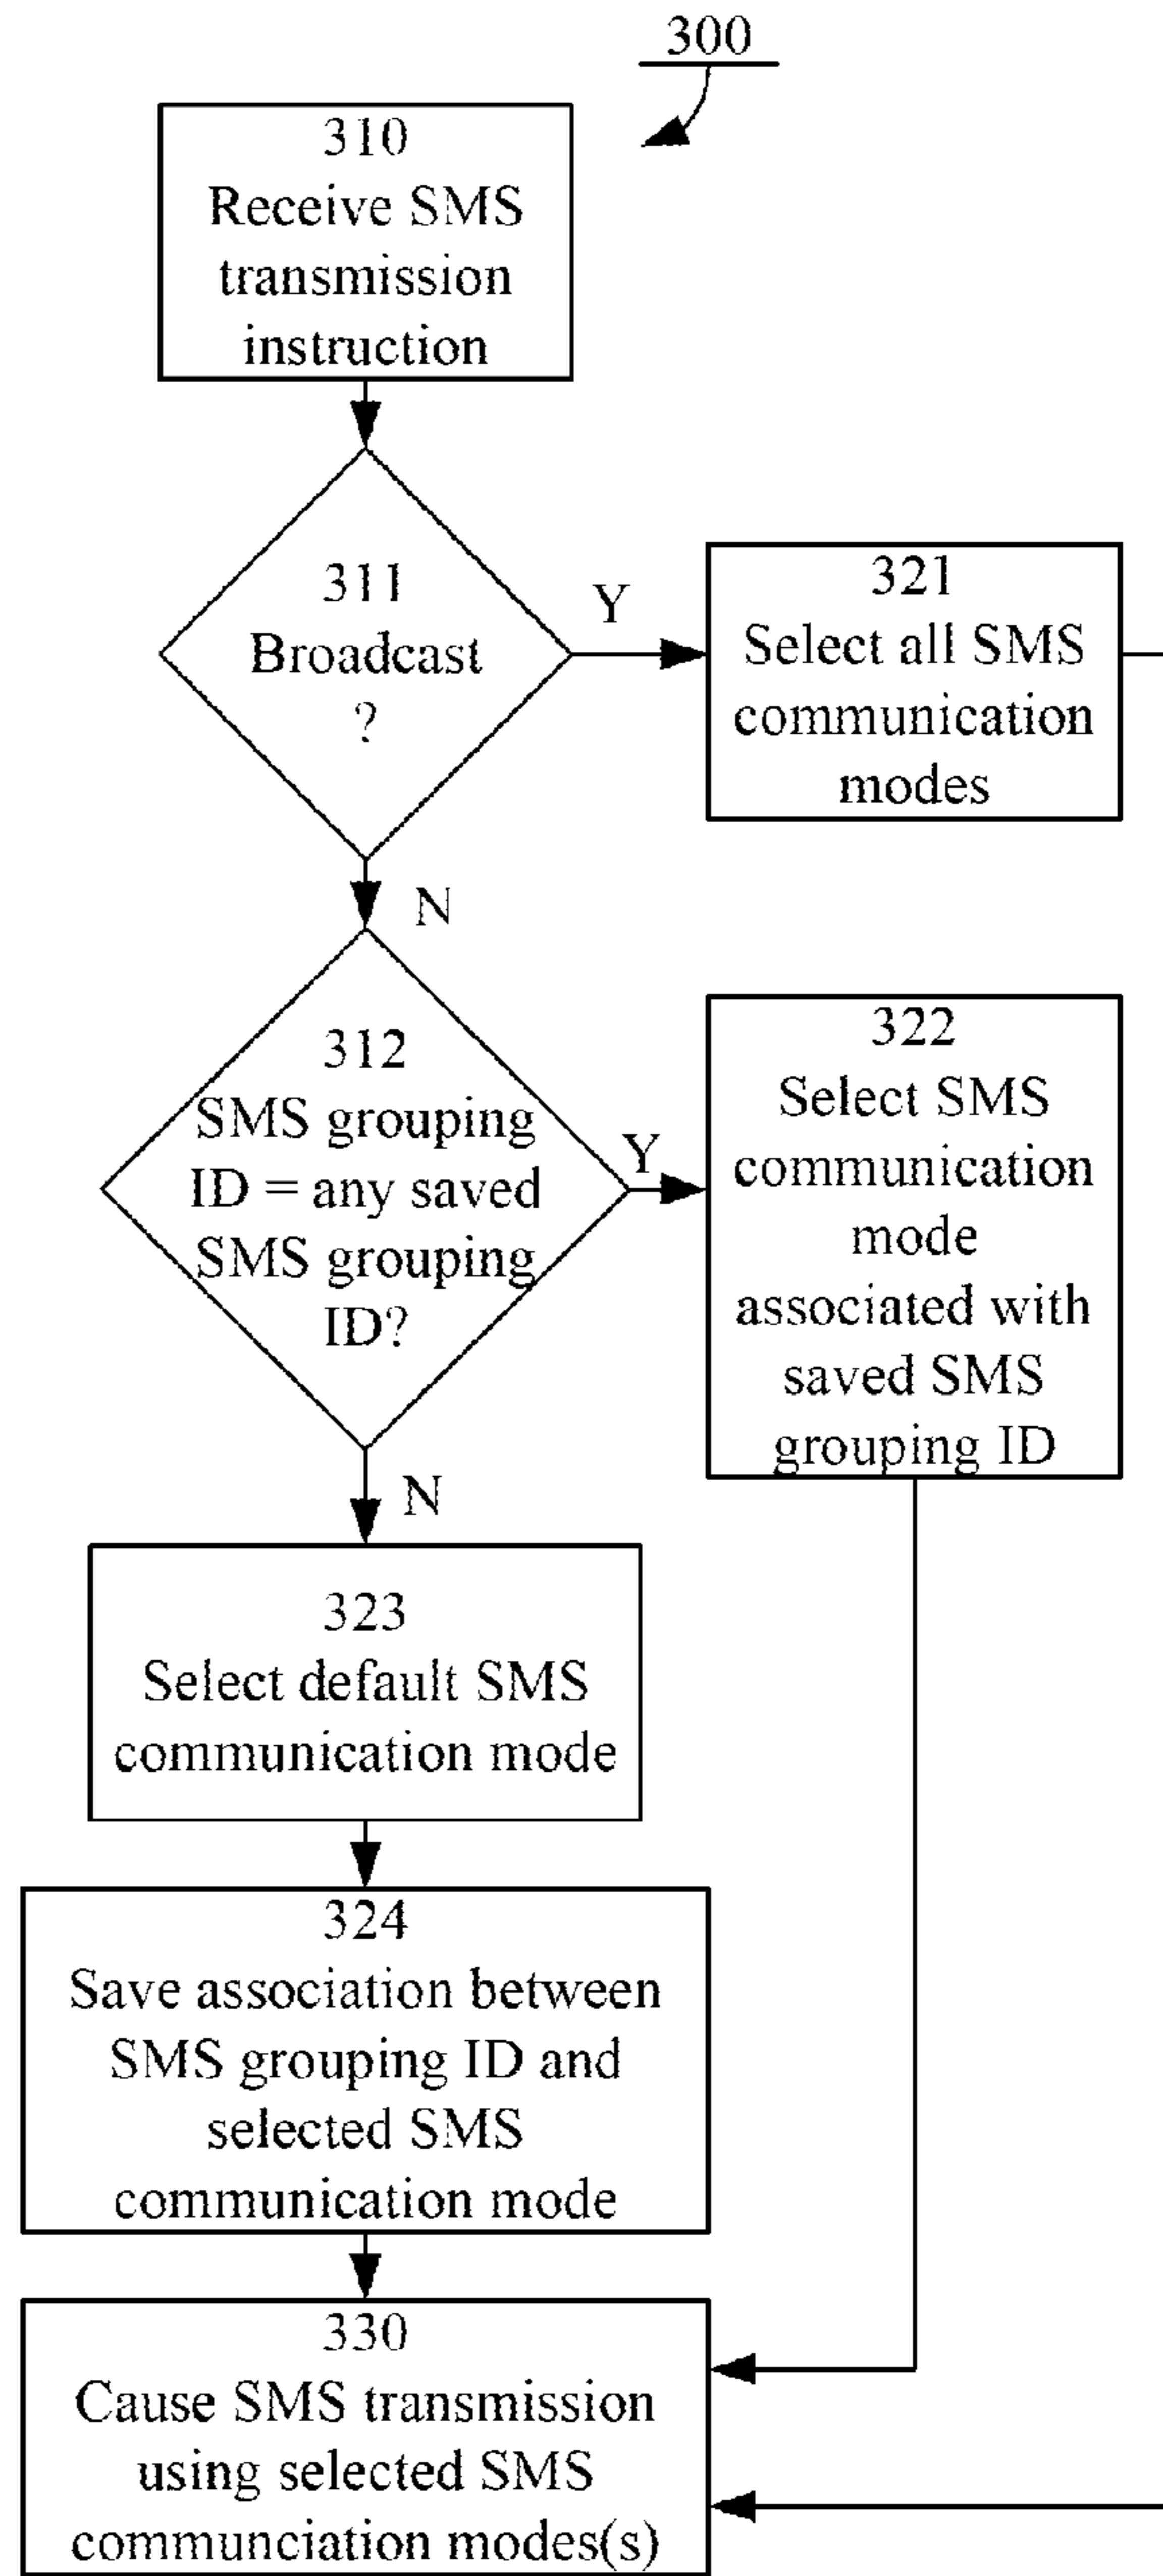 300
310
Receive SMS
transmission
instruction
311
Broadcast
?
Y
321
Select all SMS
communication
modes
N
312
SMS grouping
ID = any saved
SMS grouping
ID?
Y
322
Select SMS
communication
mode
associated with
saved SMS
grouping ID
N
323
Select default SMS
communication mode
324
Save association between
SMS grouping ID and
selected SMS
communication mode
330
Cause SMS transmission
using selected SMS
communciation modes(s)